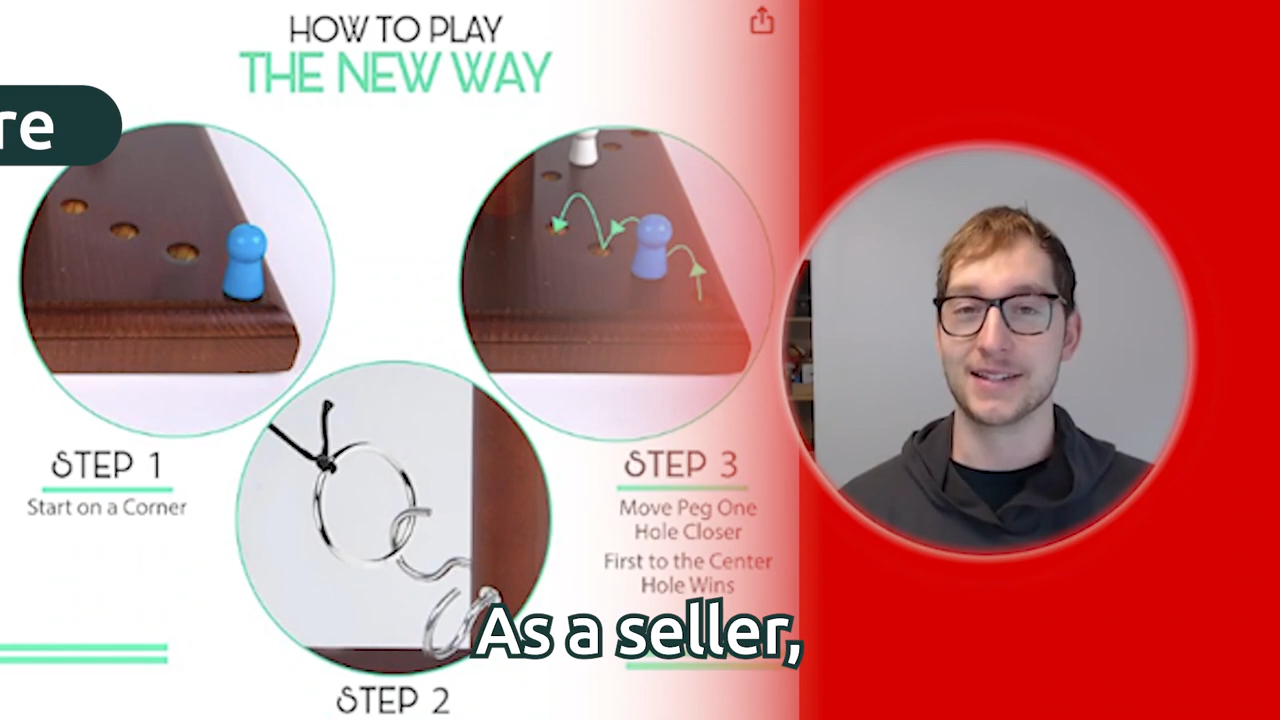 HOW TO PLAY
THE NEW WAY
re
STEP 1
Start on a Corner
STEP 3
Move Peg One
Hole Closer
First to the Center
Hole Wins
As a seller,
STEP 2